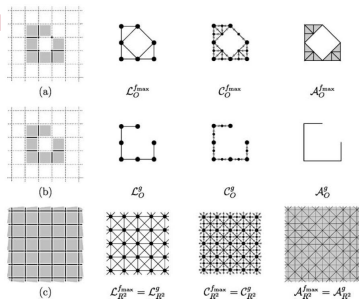 (a) 𝓛_O^{f_max} 𝓒_O^{f_max} 𝓐_O^{f_max}
(b) 𝓛_O^g 𝓒_O^g 𝓐_O^g
(c) 𝓛_{R²}^{f_max} = 𝓛_{R²}^g 𝓒_{R²}^{f_max} = 𝓒_{R²}^g 𝓐_{R²}^{f_max} = 𝓐_{R²}^g